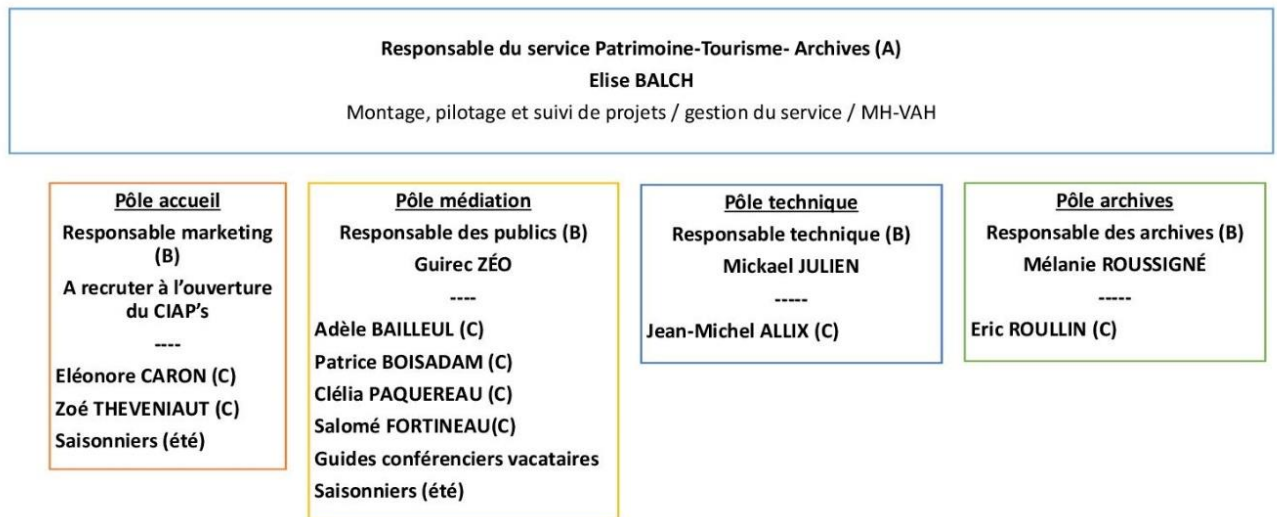 Responsable du service Patrimoine-Tourisme- Archives (A)
Elise BALCH
Montage, pilotage et suivi de projets / gestion du service / MH-VAH
Pôle accueil
Responsable marketing
(B)
A recruter à l’ouverture
du CIAP’s
----
Eléonore CARON (C)
Zoé THEVENIAUT (C)
Saisonniers (été)
Pôle médiation
Responsable des publics (B)
Guirec ZÉO
----
Adèle BAILLEUL (C)
Patrice BOISADAM (C)
Clélia PAQUEREAU (C)
Salomé FORTINEAU(C)
Guides conférenciers vacataires
Saisonniers (été)
Pôle technique
Responsable technique (B)
Mickael JULIEN
-----
Jean-Michel ALLIX (C)
Pôle archives
Responsable des archives (B)
Mélanie ROUSSIGNÉ
-----
Eric ROULLIN (C)